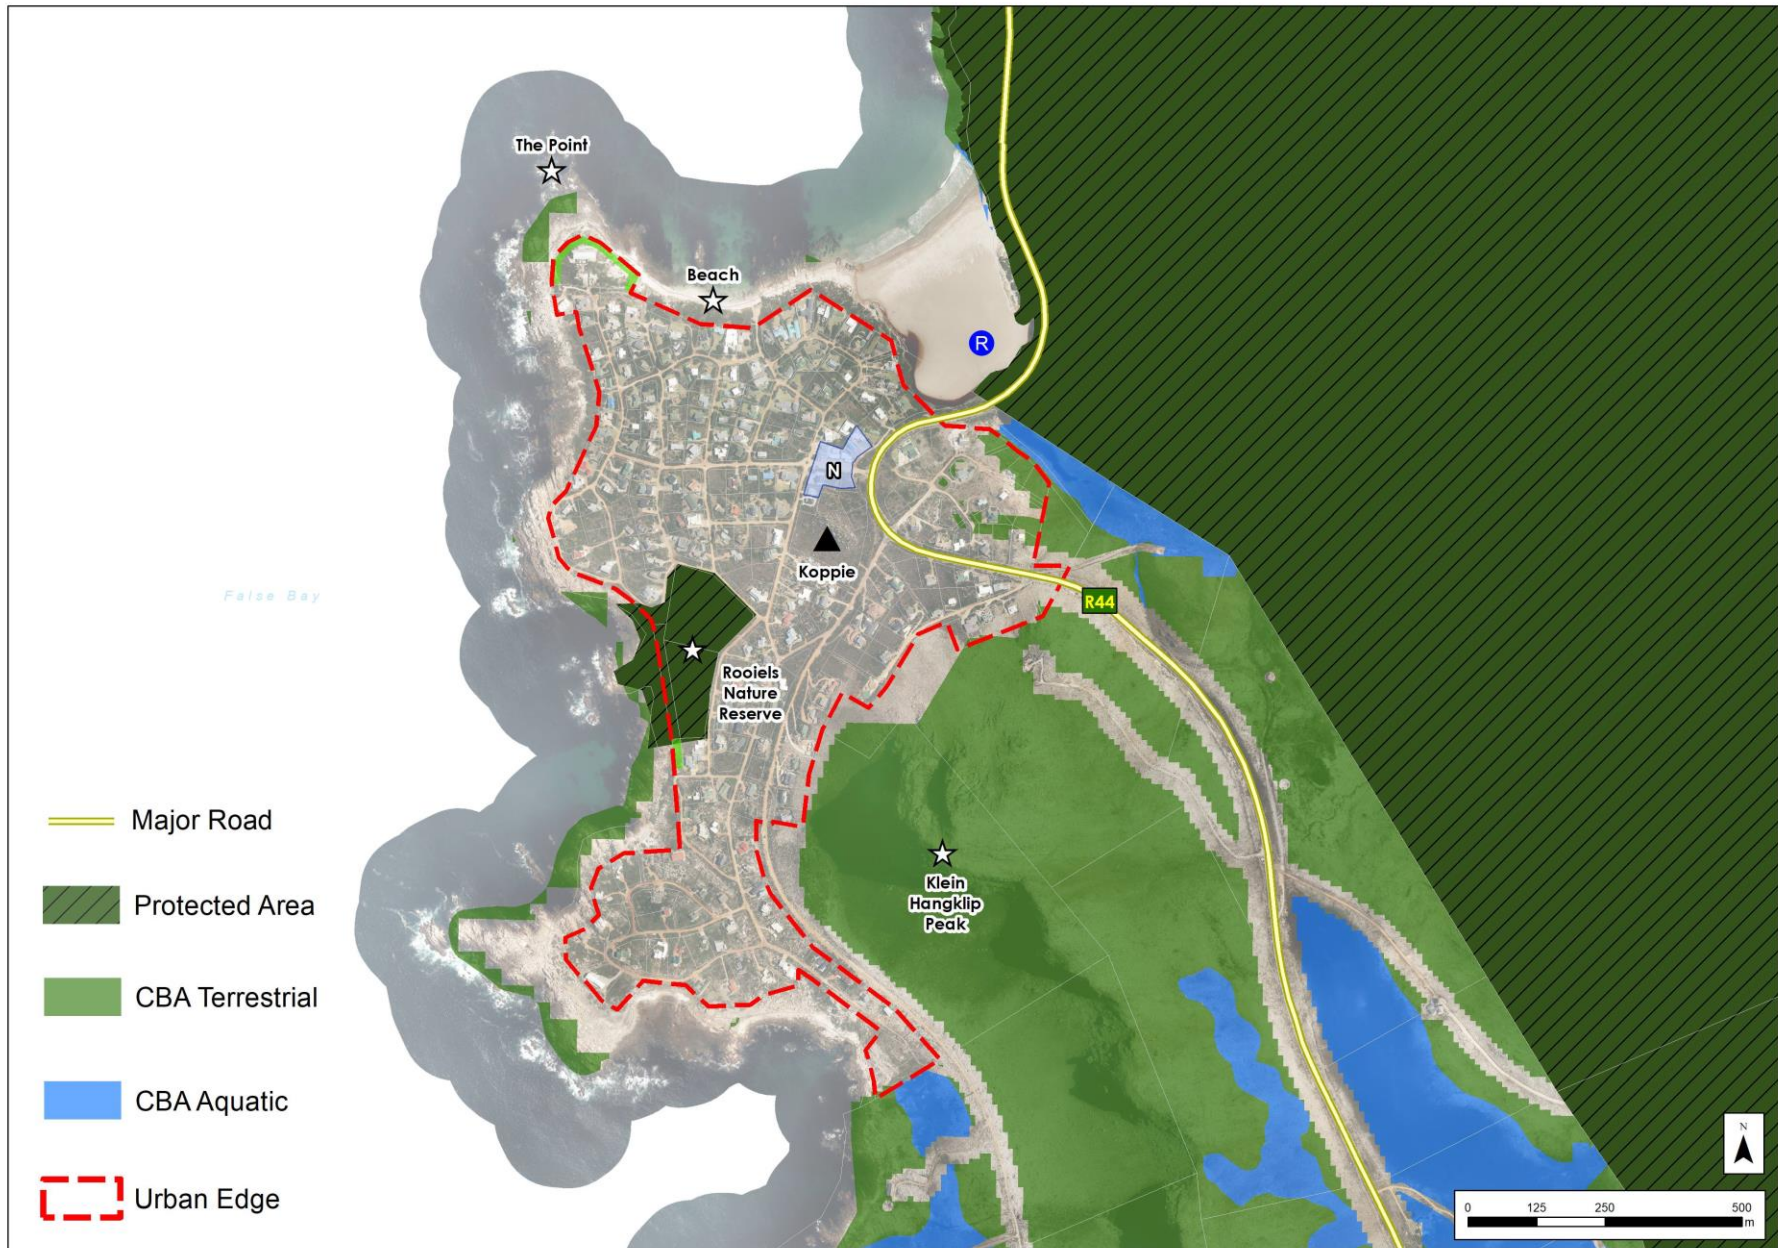 The Point
Beach
R
N
Koppie
R44
False Bay
Rooiels
Nature
Reserve
Klein
Hangklip
Peak
Major Road
Protected Area
CBA Terrestrial
CBA Aquatic
Urban Edge
N
0 125 250 500
m